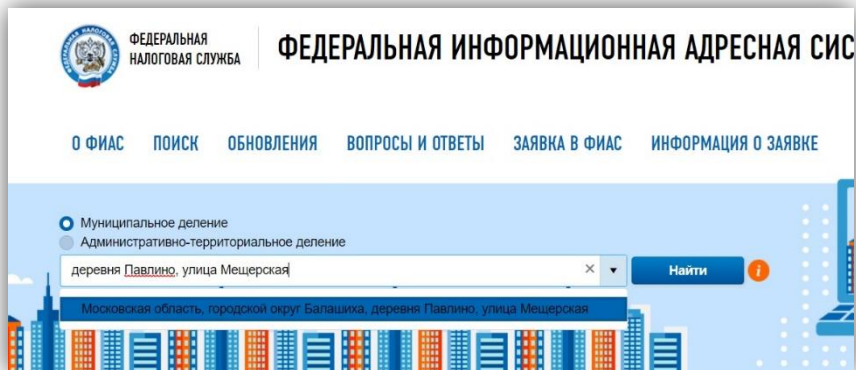 ФЕДЕРАЛЬНАЯ
НАЛОГОВАЯ СЛУЖБА
ФЕДЕРАЛЬНАЯ ИНФОРМАЦИОННАЯ АДРЕСНАЯ СИС
О ФИАС ПОИСК ОБНОВЛЕНИЯ ВОПРОСЫ И ОТВЕТЫ ЗАЯВКА В ФИАС ИНФОРМАЦИЯ О ЗАЯВКЕ
Муниципальное деление
Административно-территориальное деление
деревня Павлино, улица Мещерская
Найти
Московская область, городской округ Балашиха, деревня Павлино, улица Мещерская